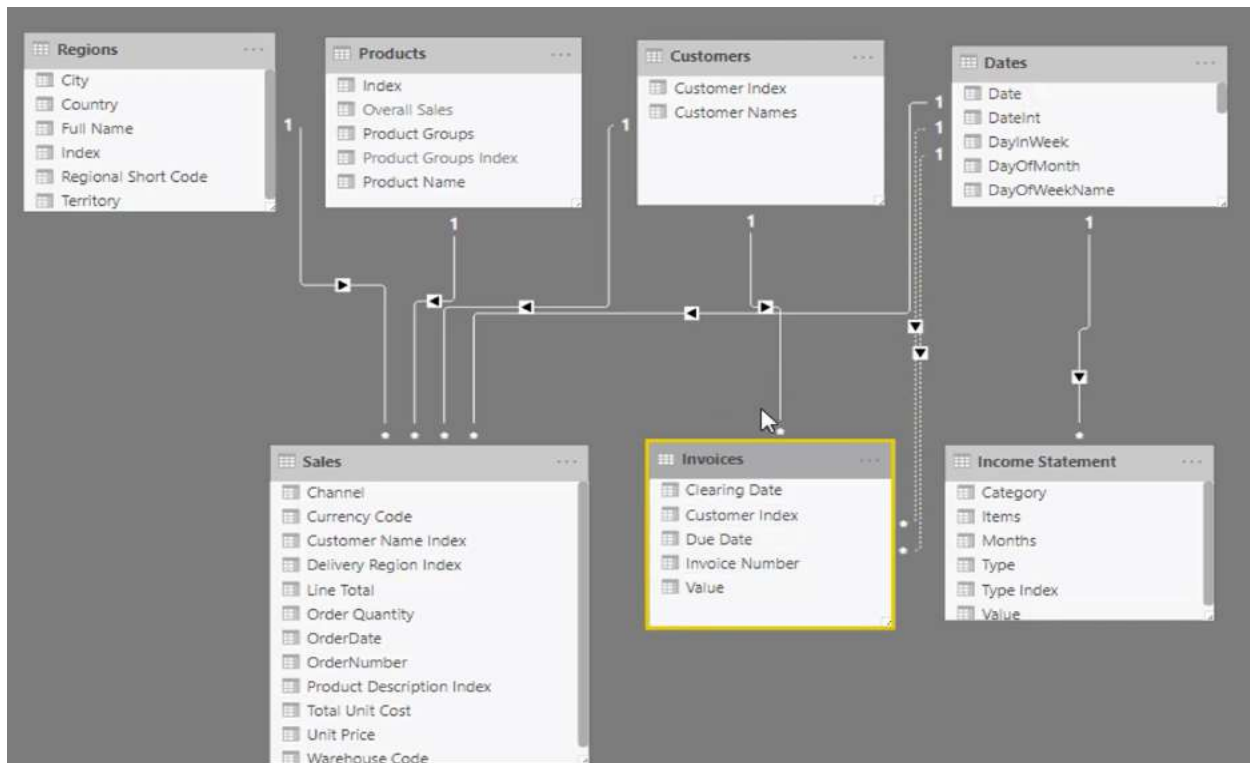 Regions
City
Country
Full Name
Index
Regional Short Code
Territory
Products
Index
Overall Sales
Product Groups
Product Groups Index
Product Name
Customers
Customer Index
Customer Names
Dates
Date
DateInt
DayInWeek
DayOfMonth
DayOfWeekName
1
1
1
1
1
1
1
1
Sales
Channel
Currency Code
Customer Name Index
Delivery Region Index
Line Total
Order Quantity
OrderDate
OrderNumber
Product Description Index
Total Unit Cost
Unit Price
Warehouse Code
Invoices
Clearing Date
Customer Index
Due Date
Invoice Number
Value
Income Statement
Category
Items
Months
Type
Type Index
Value